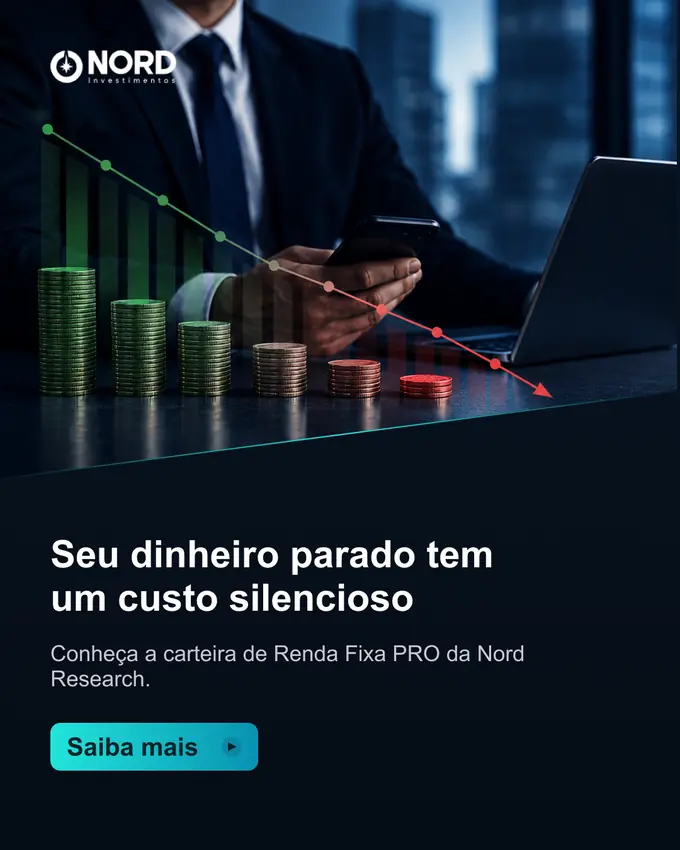 NORD
Investimentos
Seu dinheiro parado tem
um custo silencioso
Conheça a carteira de Renda Fixa PRO da Nord
Research.
Saiba mais